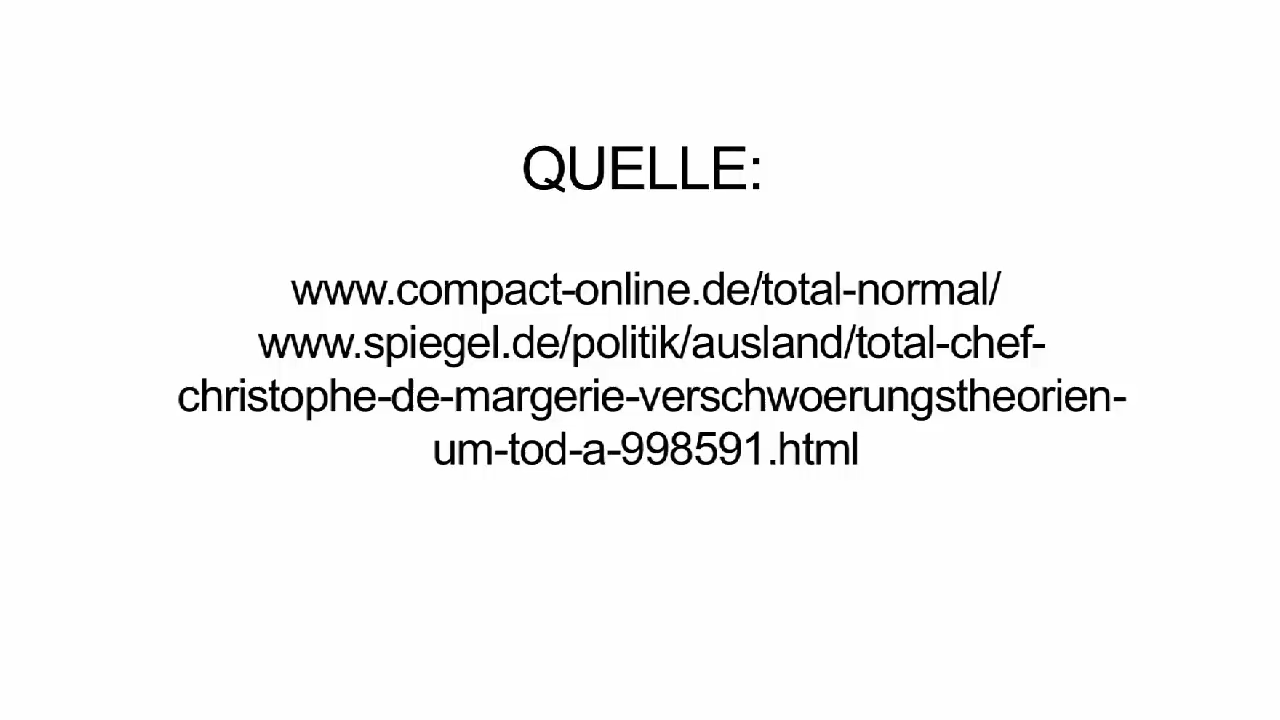 QUELLE:
www.compact-online.de/total-normal/
www.spiegel.de/politik/ausland/total-chef-
christophe-de-margerie-verschwoerungstheorien-
um-tod-a-998591.html